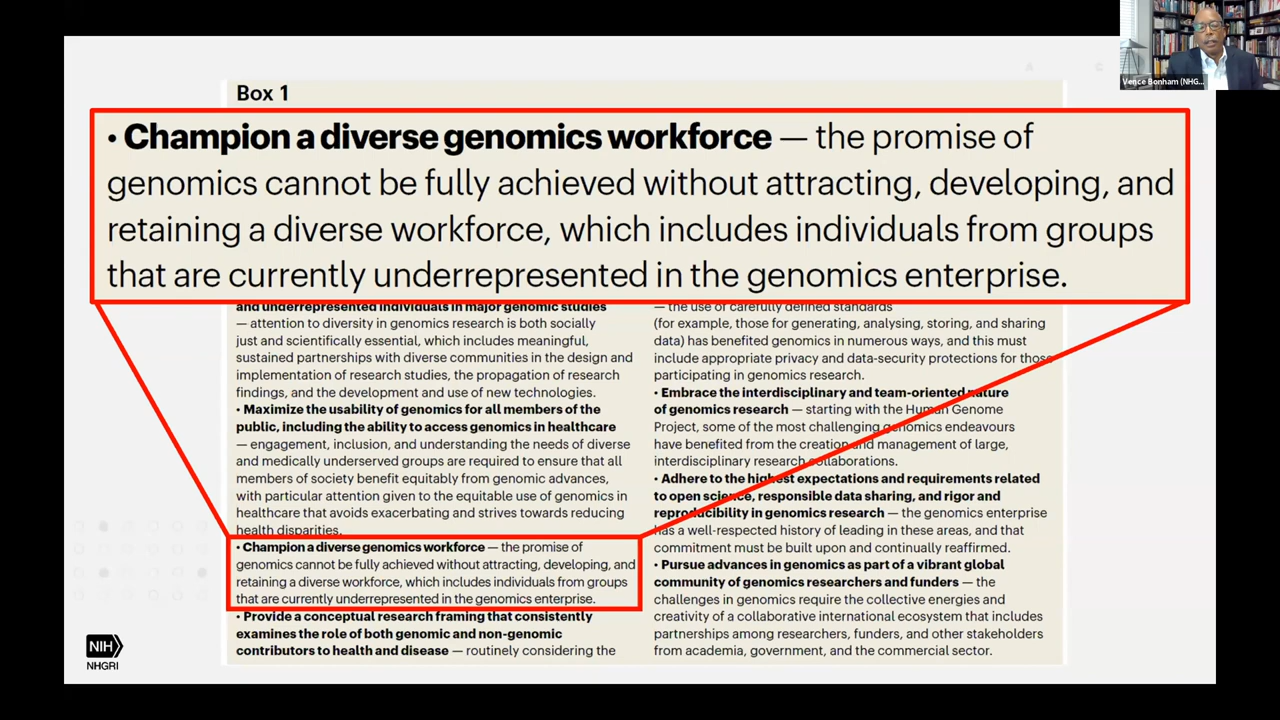 Vence Bonham (NHG...
Box 1
• Champion a diverse genomics workforce — the promise of
genomics cannot be fully achieved without attracting, developing, and
retaining a diverse workforce, which includes individuals from groups
that are currently underrepresented in the genomics enterprise.
and underrepresented individuals in major genomic studies
— attention to diversity in genomics research is both socially
just and scientifically essential, which includes meaningful,
sustained partnerships with diverse communities in the design and
implementation of research studies, the propagation of research
findings, and the development and use of new technologies.
• Maximize the usability of genomics for all members of the
public, including the ability to access genomics in healthcare
— engagement, inclusion, and understanding the needs of diverse
and medically underserved groups are required to ensure that all
members of society benefit equitably from genomic advances,
with particular attention given to the equitable use of genomics in
healthcare that avoids exacerbating and strives towards reducing
health disparities.
• Champion a diverse genomics workforce — the promise of
genomics cannot be fully achieved without attracting, developing, and
retaining a diverse workforce, which includes individuals from groups
that are currently underrepresented in the genomics enterprise.
• Provide a conceptual research framing that consistently
examines the role of both genomic and non-genomic
contributors to health and disease — routinely considering the
— the use of carefully defined standards
(for example, those for generating, analysing, storing, and sharing
data) has benefited genomics in numerous ways, and this must
include appropriate privacy and data-security protections for those
participating in genomics research.
• Embrace the interdisciplinary and team-oriented nature
of genomics research — starting with the Human Genome
Project, some of the most challenging genomics endeavours
have benefited from the creation and management of large,
interdisciplinary research collaborations.
• Adhere to the highest expectations and requirements related
to open science, responsible data sharing, and rigor and
reproducibility in genomics research — the genomics enterprise
has a well-respected history of leading in these areas, and that
commitment must be built upon and continually reaffirmed.
• Pursue advances in genomics as part of a vibrant global
community of genomics researchers and funders — the
challenges in genomics require the collective energies and
creativity of a collaborative international ecosystem that includes
partnerships among researchers, funders, and other stakeholders
from academia, government, and the commercial sector.
NIH
NHGRI